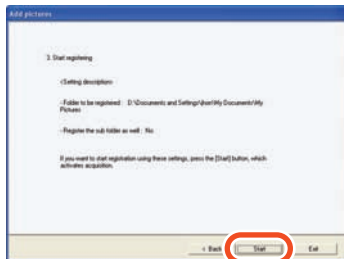 Add pictures
3. Start registering
<Setting description>
- Folder to be registered: D:\Documents and Settings\ \My Documents\My
Pictures
- Register the sub folder as well : No
If you want to start registration using these settings, press the [Start] button, which
activates acquisition.
< Back
Start
Exit